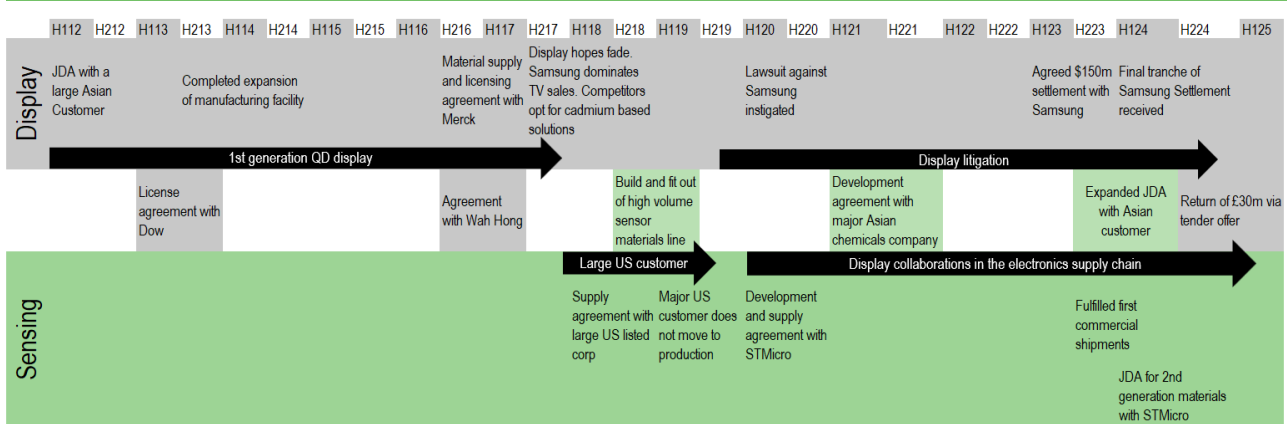 H112 H212 H113 H213 H114 H214 H115 H215 H116 H216 H117 H217 H118 H218 H119 H219 H120 H220 H121 H221 H122 H222 H123 H223 H124 H224 H125
Display
JDA with a
large Asian
Customer
Completed expansion
of manufacturing facility
Material supply
and licensing
agreement with
Merck
Display hopes fade.
Samsung dominates
TV sales. Competitors
opt for cadmium based
solutions
Lawsuit against
Samsung
instigated
Agreed $150m
settlement with
Samsung
Final tranche of
Samsung Settlement
received
1st generation QD display
Display litigation
License
agreement with
Dow
Agreement
with Wah Hong
Build and fit out
of high volume
sensor
materials line
Development
agreement with
major Asian
chemicals company
Expanded JDA
with Asian
customer
Return of £30m via
tender offer
Large US customer
Display collaborations in the electronics supply chain
Sensing
Supply
agreement with
large US listed
corp
Major US
customer does
not move to
production
Development
and supply
agreement with
STMicro
Fulfilled first
commercial
shipments
JDA for 2nd
generation materials
with STMicro